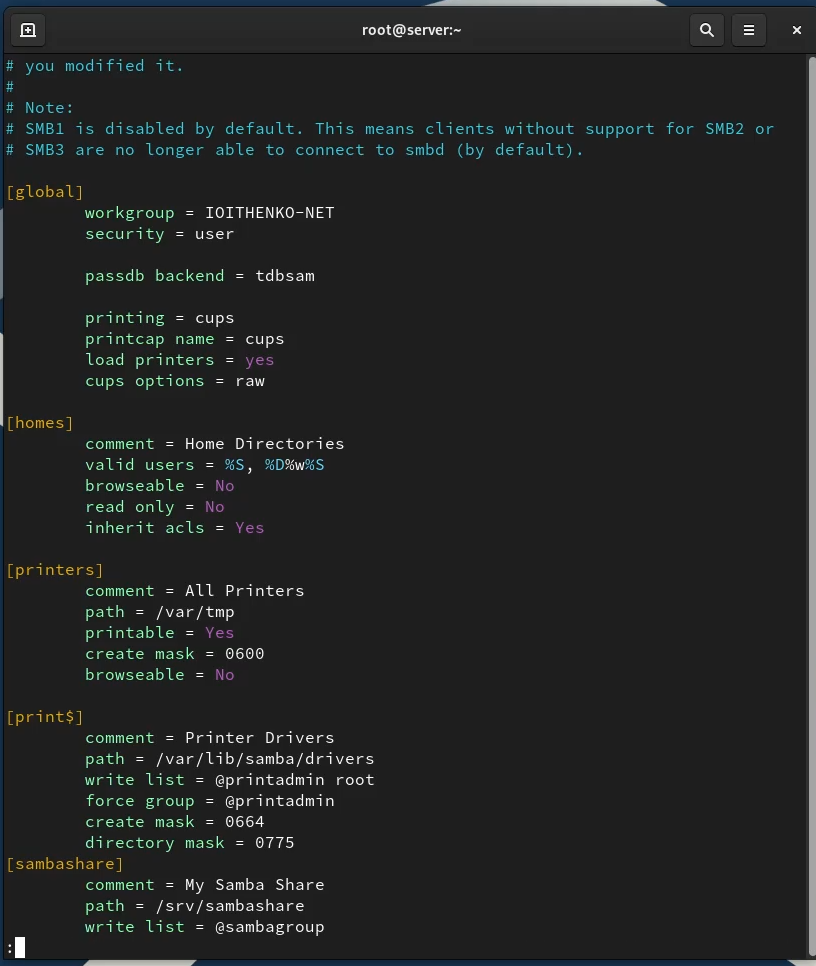 root@server:~
# you modified it.
#
# Note:
# SMB1 is disabled by default. This means clients without support for SMB2 or
# SMB3 are no longer able to connect to smbd (by default).
[global]
workgroup = IOITHENKO-NET
security = user
passdb backend = tdbsam
printing = cups
printcap name = cups
load printers = yes
cups options = raw
[homes]
comment = Home Directories
valid users = %S, %D%w%S
browseable = No
read only = No
inherit acls = Yes
[printers]
comment = All Printers
path = /var/tmp
printable = Yes
create mask = 0600
browseable = No
[print$]
comment = Printer Drivers
path = /var/lib/samba/drivers
write list = @printadmin root
force group = @printadmin
create mask = 0664
directory mask = 0775
[sambashare]
comment = My Samba Share
path = /srv/sambashare
write list = @sambagroup
: